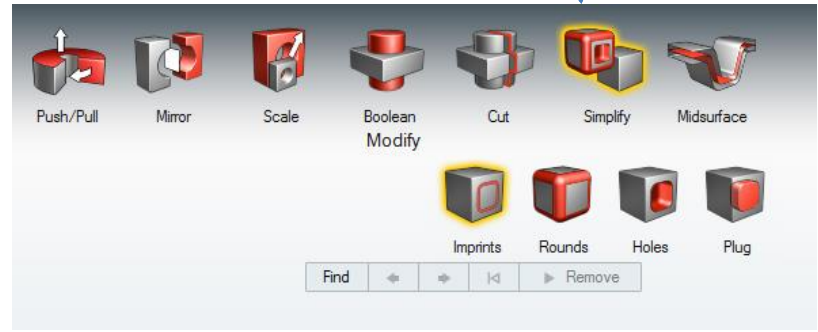 Push/Pull Mirror Scale Boolean Cut Simplify Midsurface
Modify
Imprints Rounds Holes Plug
Find Remove